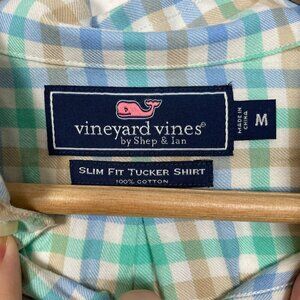 vineyard vines®
by Shep & Ian
MADE IN
CHINA
M
SLIM FIT TUCKER SHIRT
100% COTTON